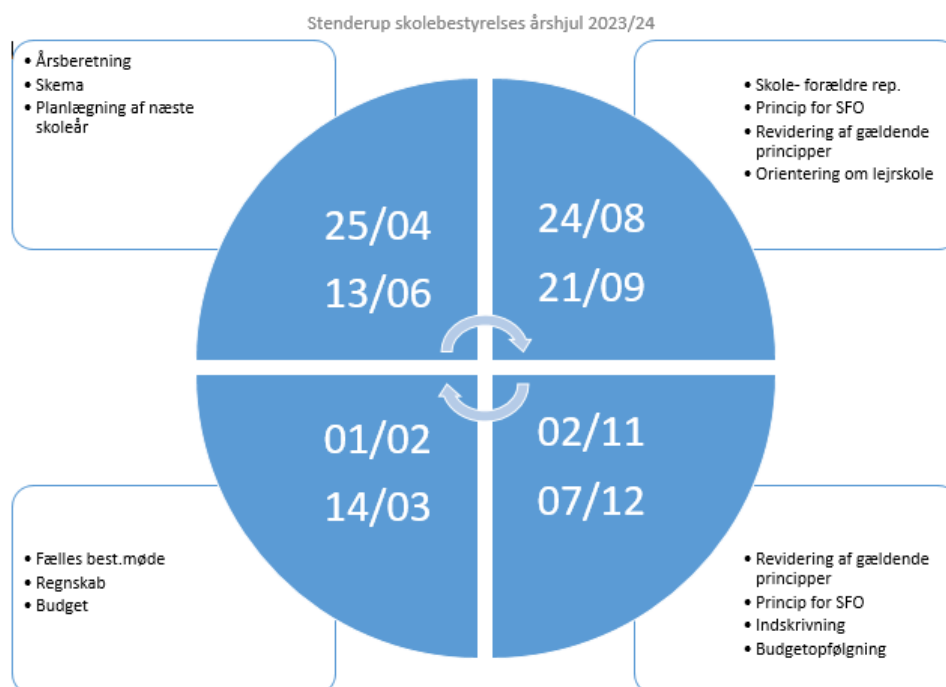 Stenderup skolebestyrelses årshjul 2023/24
• Årsberetning
• Skema
• Planlægning af næste
skoleår
• Skole- forældre rep.
• Princip for SFO
• Revidering af gældende
principper
• Orientering om lejrskole
25/04
13/06
24/08
21/09
01/02
14/03
02/11
07/12
• Fælles best.møde
• Regnskab
• Budget
• Revidering af gældende
principper
• Princip for SFO
• Indskrivning
• Budgetopfølgning